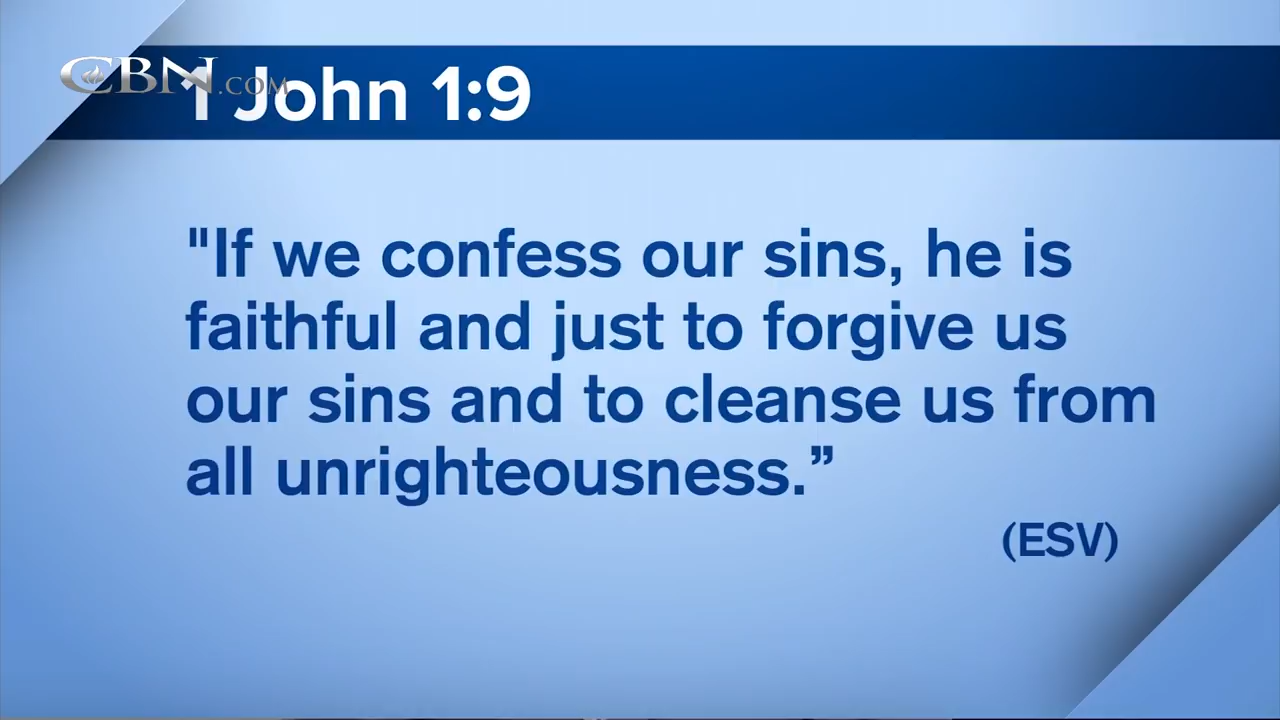 CBN.COM
1 John 1:9
"If we confess our sins, he is
faithful and just to forgive us
our sins and to cleanse us from
all unrighteousness.”
(ESV)